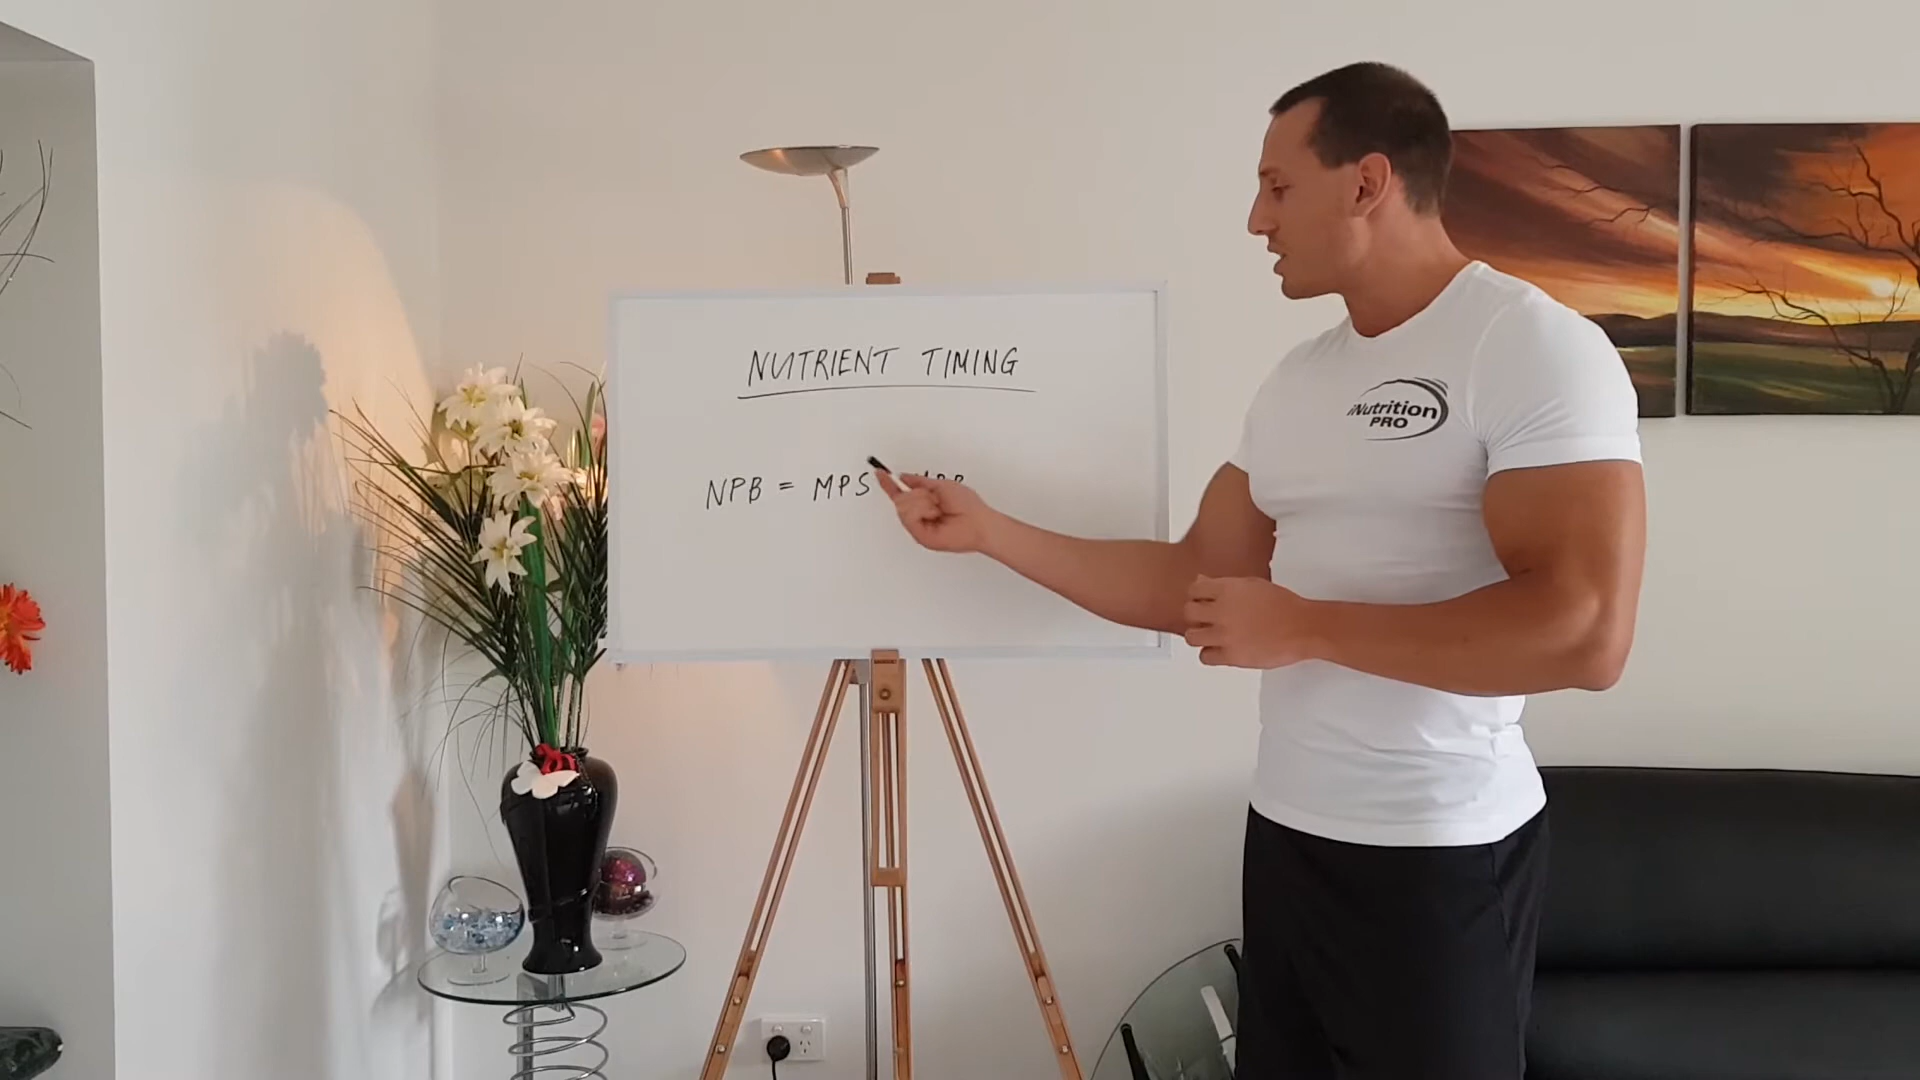 NUTRIENT TIMING
NPB = MPS
iNutrition
PRO